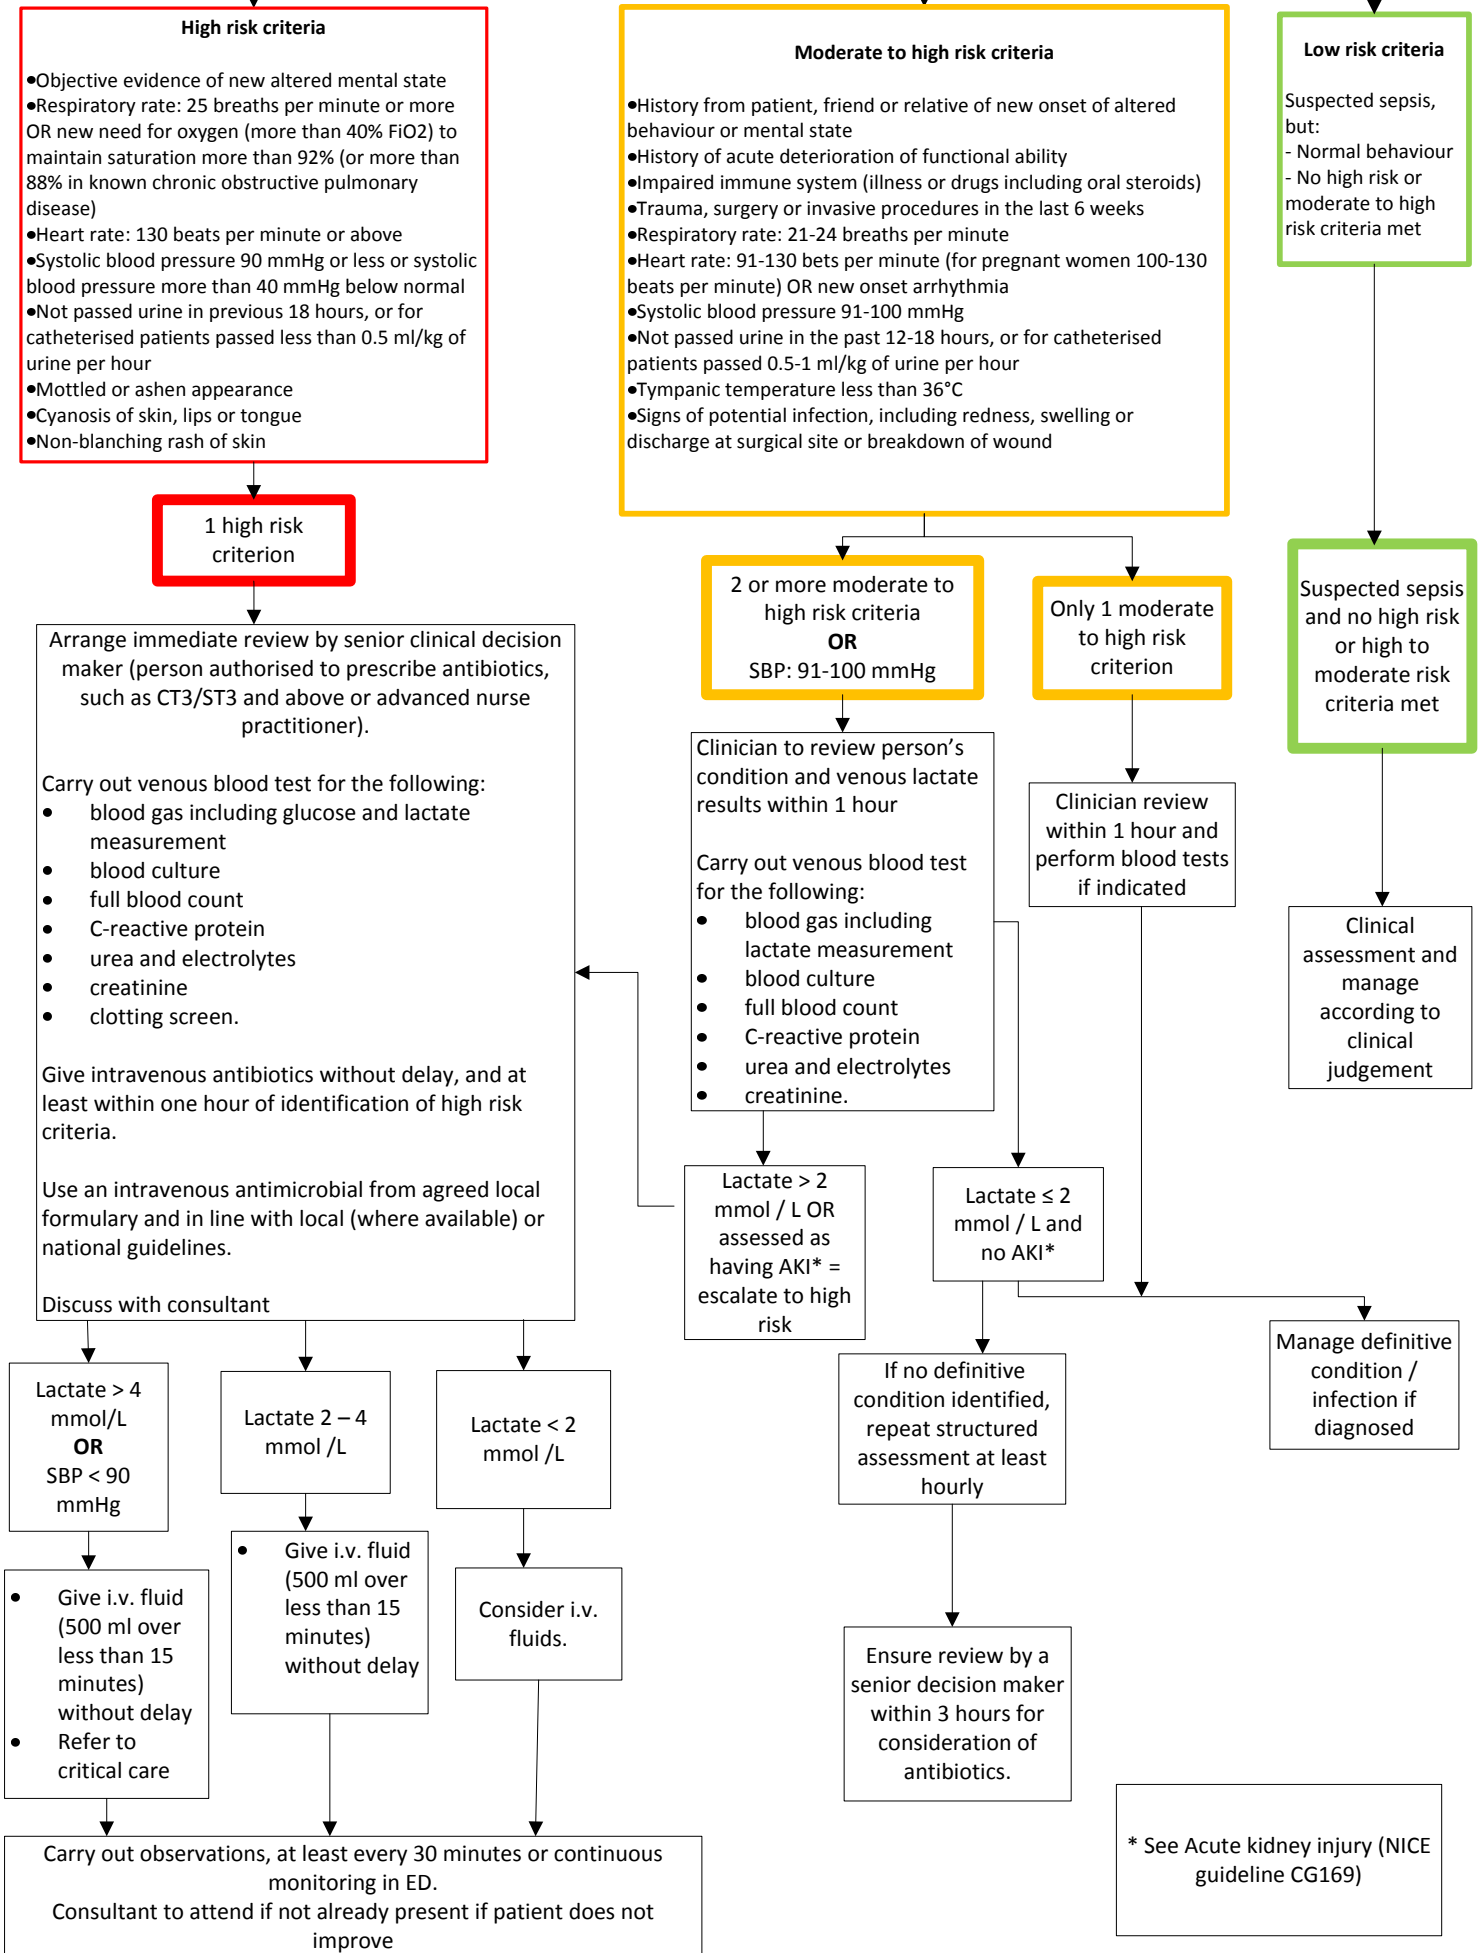 High risk criteria
•Objective evidence of new altered mental state
•Respiratory rate: 25 breaths per minute or more
OR new need for oxygen (more than 40% FiO2) to
maintain saturation more than 92% (or more than
88% in known chronic obstructive pulmonary
disease)
•Heart rate: 130 beats per minute or above
•Systolic blood pressure 90 mmHg or less or systolic
blood pressure more than 40 mmHg below normal
•Not passed urine in previous 18 hours, or for
catheterised patients passed less than 0.5 ml/kg of
urine per hour
•Mottled or ashen appearance
•Cyanosis of skin, lips or tongue
•Non-blanching rash of skin
Moderate to high risk criteria
•History from patient, friend or relative of new onset of altered
behaviour or mental state
•History of acute deterioration of functional ability
•Impaired immune system (illness or drugs including oral steroids)
•Trauma, surgery or invasive procedures in the last 6 weeks
•Respiratory rate: 21-24 breaths per minute
•Heart rate: 91-130 bets per minute (for pregnant women 100-130
beats per minute) OR new onset arrhythmia
•Systolic blood pressure 91-100 mmHg
•Not passed urine in the past 12-18 hours, or for catheterised
patients passed 0.5-1 ml/kg of urine per hour
•Tympanic temperature less than 36°C
•Signs of potential infection, including redness, swelling or
discharge at surgical site or breakdown of wound
Low risk criteria
Suspected sepsis,
but:
- Normal behaviour
- No high risk or
moderate to high
risk criteria met
1 high risk
criterion
2 or more moderate to
high risk criteria
OR
SBP: 91-100 mmHg
Only 1 moderate
to high risk
criterion
Suspected sepsis
and no high risk
or high to
moderate risk
criteria met
Arrange immediate review by senior clinical decision
maker (person authorised to prescribe antibiotics,
such as CT3/ST3 and above or advanced nurse
practitioner).
Carry out venous blood test for the following:
• blood gas including glucose and lactate
measurement
• blood culture
• full blood count
• C-reactive protein
• urea and electrolytes
• creatinine
• clotting screen.
Give intravenous antibiotics without delay, and at
least within one hour of identification of high risk
criteria.
Use an intravenous antimicrobial from agreed local
formulary and in line with local (where available) or
national guidelines.
Discuss with consultant
Clinician to review person's
condition and venous lactate
results within 1 hour
Carry out venous blood test
for the following:
• blood gas including
lactate measurement
• blood culture
• full blood count
• C-reactive protein
• urea and electrolytes
• creatinine.
Clinician review
within 1 hour and
perform blood tests
if indicated
Clinical
assessment and
manage
according to
clinical
judgement
Lactate > 2
mmol / L OR
assessed as
having AKI* =
escalate to high
risk
Lactate ≤ 2
mmol / L and
no AKI*
Lactate > 4
mmol/L
OR
SBP < 90
mmHg
Lactate 2 – 4
mmol /L
Lactate < 2
mmol /L
If no definitive
condition identified,
repeat structured
assessment at least
hourly
Manage definitive
condition /
infection if
diagnosed
• Give i.v. fluid
(500 ml over
less than 15
minutes)
without delay
• Refer to
critical care
• Give i.v. fluid
(500 ml over
less than 15
minutes)
without delay
Consider i.v.
fluids.
Ensure review by a
senior decision maker
within 3 hours for
consideration of
antibiotics.
Carry out observations, at least every 30 minutes or continuous
monitoring in ED.
Consultant to attend if not already present if patient does not
improve
* See Acute kidney injury (NICE
guideline CG169)